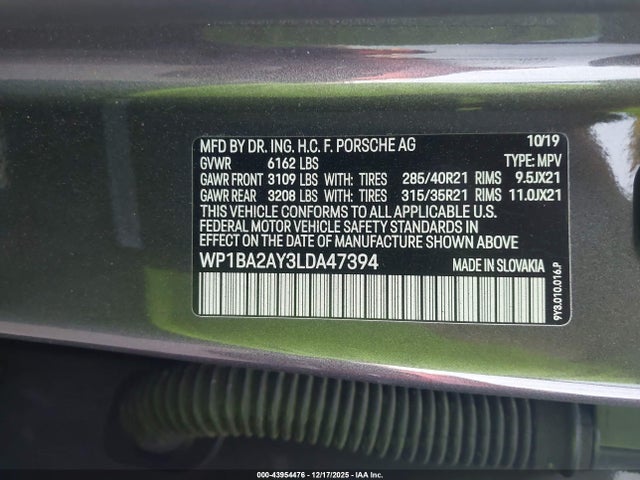 MFD BY DR. ING. H.C. F. PORSCHE AG 10/19
GVWR 6162 LBS TYPE: MPV
GAWR FRONT 3109 LBS WITH: TIRES 285/40R21 RIMS 9.5JX21
GAWR REAR 3208 LBS WITH: TIRES 315/35R21 RIMS 11.0JX21
THIS VEHICLE CONFORMS TO ALL APPLICABLE U.S.
FEDERAL MOTOR VEHICLE SAFETY STANDARDS IN
EFFECT ON THE DATE OF MANUFACTURE SHOWN ABOVE
WP1BA2AY3LDA47394 MADE IN SLOVAKIA
9Y3.010.016.P
000-43954476 - 12/17/2025 - IAA Inc.